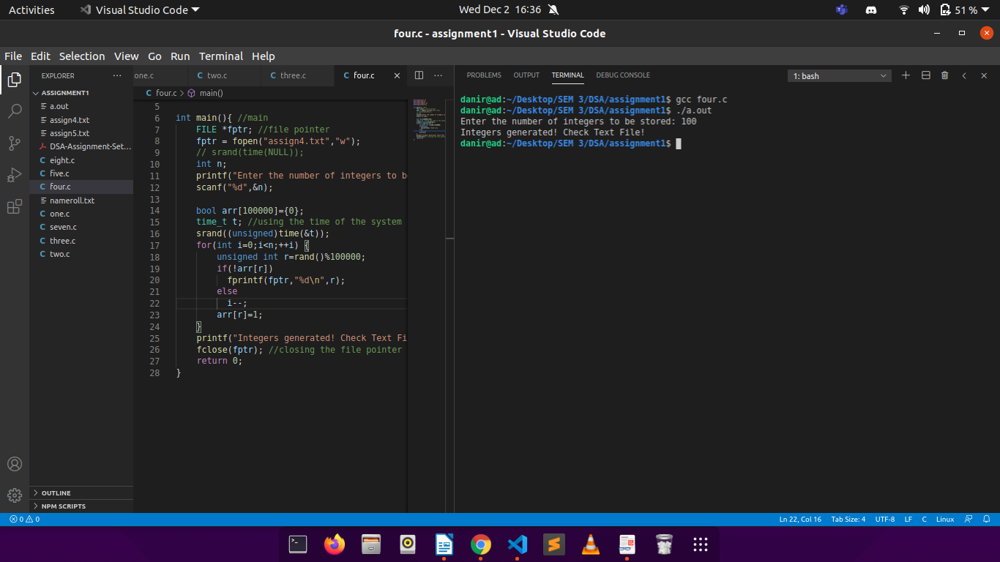 Activities Visual Studio Code Wed Dec 2 16:36 51 %
four.c - assignment1 - Visual Studio Code
File Edit Selection View Go Run Terminal Help
EXPLORER
ASSIGNMENT1
a.out
assign4.txt
assign5.txt
DSA-Assignment-Set...
eight.c
five.c
four.c
nameroll.txt
one.c
seven.c
three.c
two.c
OUTLINE
NPM SCRIPTS
one.c C two.c C three.c C four.c
C four.c > main()
5
6 int main(){ //main
7 FILE *fptr; //file pointer
8 fptr = fopen("assign4.txt","w");
9 // srand(time(NULL));
10 int n;
11 printf("Enter the number of integers to b
12 scanf("%d",&n);
13
14 bool arr[100000]={0};
15 time_t t; //using the time of the system
16 srand((unsigned)time(&t));
17 for(int i=0;i<n;++i) {
18 unsigned int r=rand()%100000;
19 if(!arr[r])
20 fprintf(fptr,"%d\n",r);
21 else
22 i--;
23 arr[r]=1;
24 }
25 printf("Integers generated! Check Text Fi
26 fclose(fptr); //closing the file pointer
27 return 0;
28 }
PROBLEMS OUTPUT TERMINAL DEBUG CONSOLE 1: bash
danir@ad:~/Desktop/SEM 3/DSA/assignment1$ gcc four.c
danir@ad:~/Desktop/SEM 3/DSA/assignment1$ ./a.out
Enter the number of integers to be stored: 100
Integers generated! Check Text File!
danir@ad:~/Desktop/SEM 3/DSA/assignment1$
0 0 Ln 22, Col 16 Tab Size: 4 UTF-8 LF C Linux